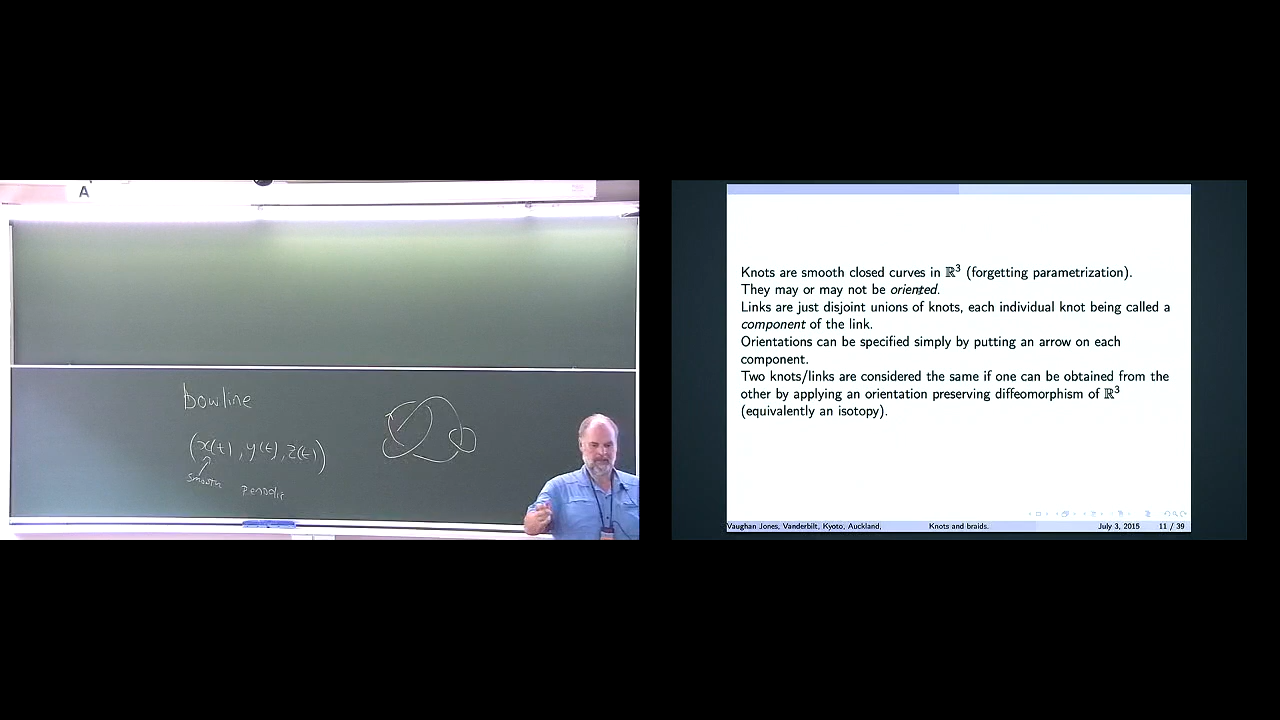 A
bowline
(x(t), y(t), z(t))
smooth
Knots are smooth closed curves in ℝ³ (forgetting parametrization).
They may or may not be oriented.
Links are just disjoint unions of knots, each individual knot being called a
component of the link.
Orientations can be specified simply by putting an arrow on each
component.
Two knots/links are considered the same if one can be obtained from the
other by applying an orientation preserving diffeomorphism of ℝ³
(equivalently an isotopy).
Vaughan Jones, Vanderbilt, Kyoto, Auckland, Knots and braids. July 3, 2015 11 / 39